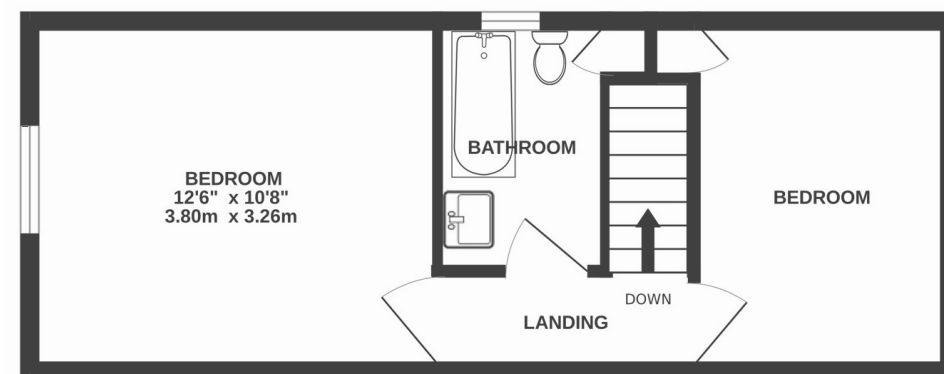 BEDROOM
12'6" x 10'8"
3.80m x 3.26m
BATHROOM
BEDROOM
DOWN
LANDING